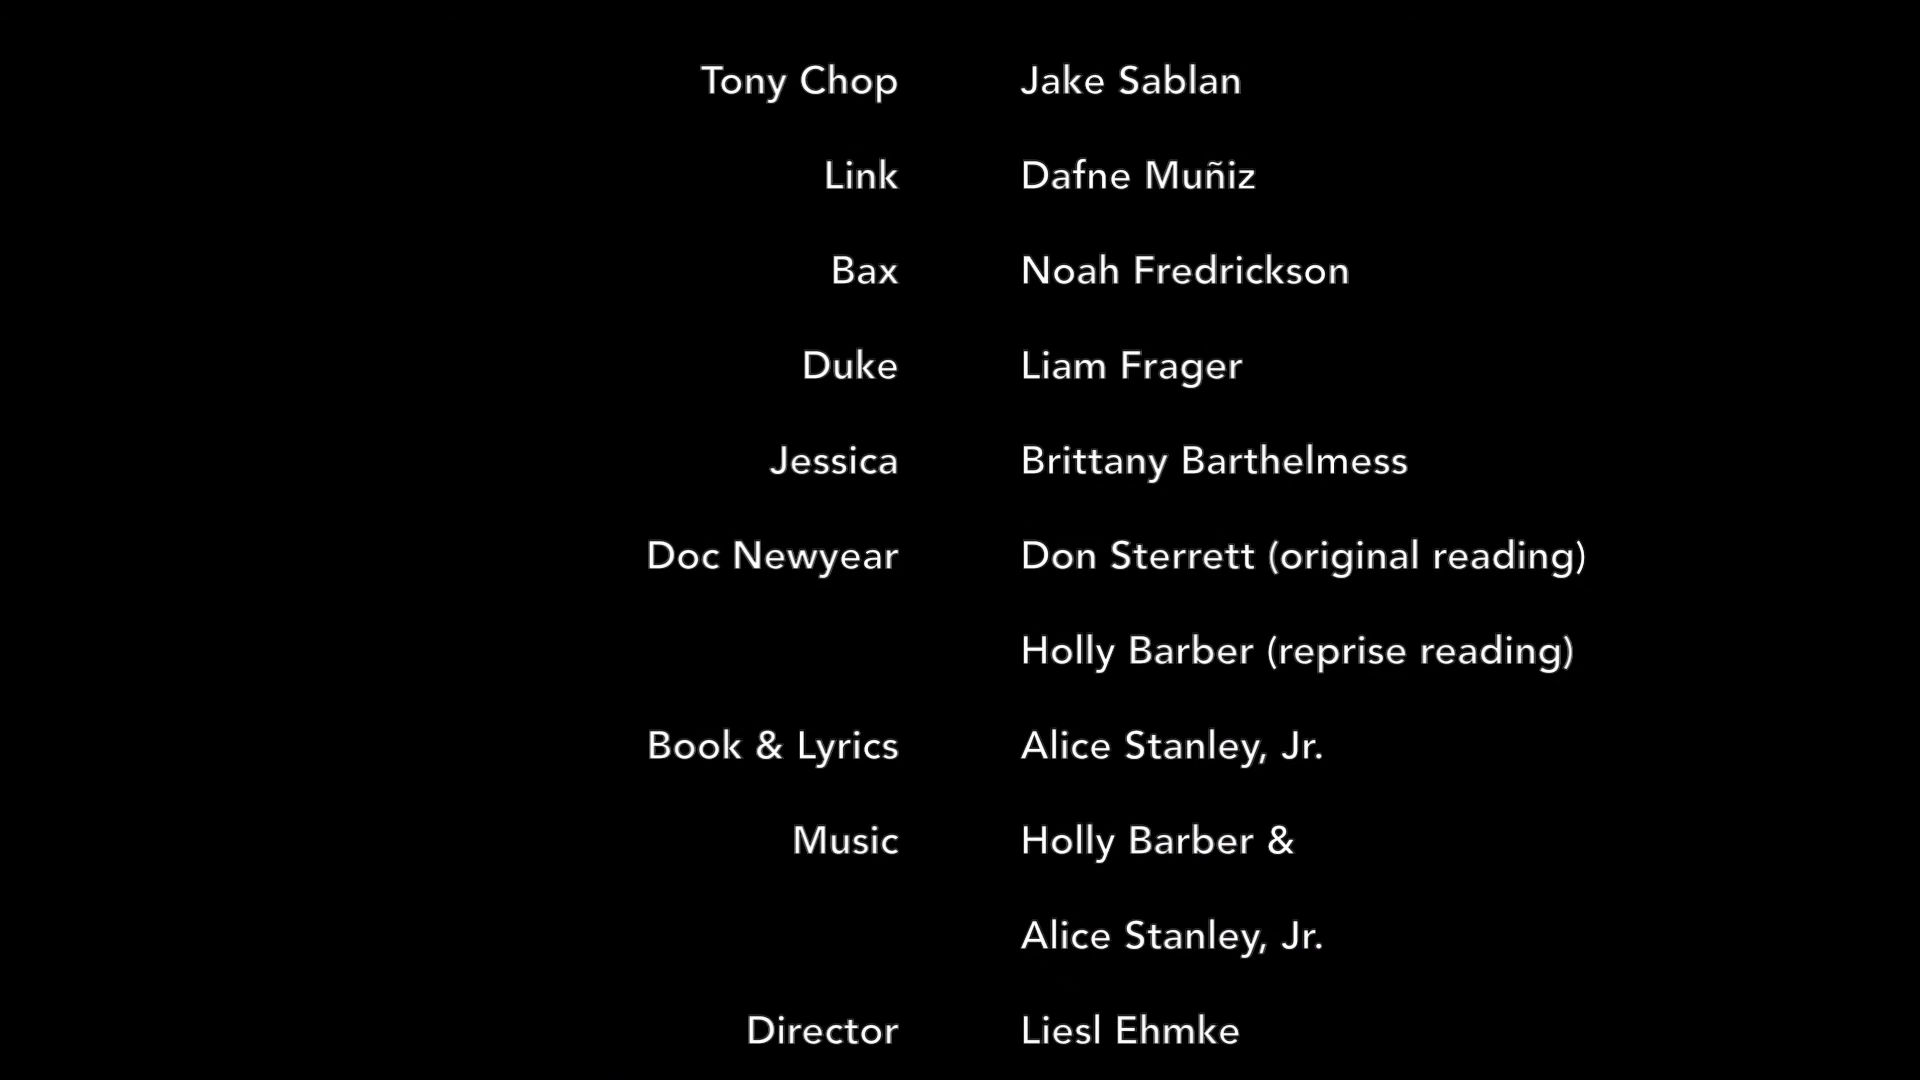 Tony Chop Jake Sablan
Link Dafne Muñiz
Bax Noah Fredrickson
Duke Liam Frager
Jessica Brittany Barthelmess
Doc Newyear Don Sterrett (original reading)
Holly Barber (reprise reading)
Book & Lyrics Alice Stanley, Jr.
Music Holly Barber &
Alice Stanley, Jr.
Director Liesl Ehmke